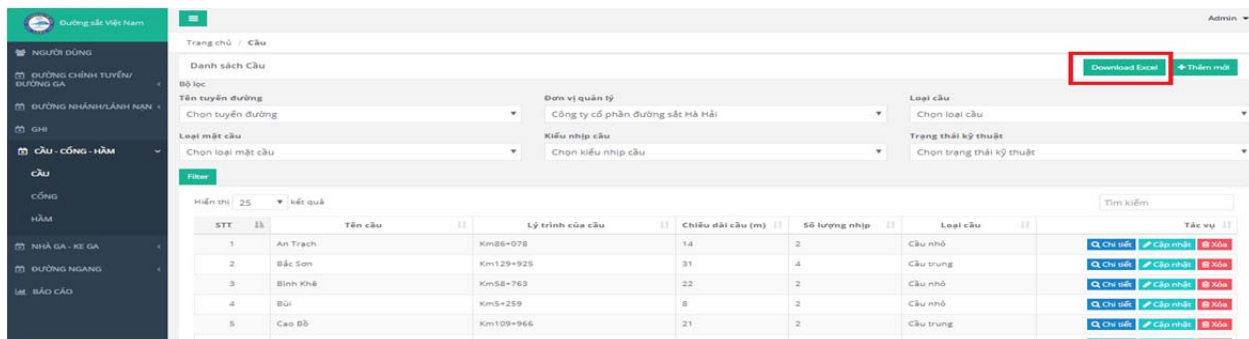 Đường sắt Việt Nam
Admin
NGƯỜI DÙNG
ĐƯỜNG CHÍNH TUYẾN/
ĐƯỜNG GA
ĐƯỜNG NHÁNH/LÁNH NẠN
GHI
CẦU - CỐNG - HẦM
CẦU
CỐNG
HẦM
NHÀ GA - KE GA
ĐƯỜNG NGANG
BÁO CÁO
Trang chủ / Cầu
Danh sách Cầu
Download Excel
+ Thêm mới
Bộ lọc
Tên tuyến đường Đơn vị quản lý Loại cầu
Chọn tuyến đường Công ty cổ phần đường sắt Hà Hải Chọn loại cầu
Loại mặt cầu Kiểu nhịp cầu Trạng thái kỹ thuật
Chọn loại mặt cầu Chọn kiểu nhịp cầu Chọn trạng thái kỹ thuật
Filter
Hiển thị 25 kết quả Tìm kiếm
STT Tên cầu Lý trình của cầu Chiều dài cầu (m) Số lượng nhịp Loại cầu Tác vụ
1 An Trạch Km86+078 14 2 Cầu nhỏ Chi tiết Cập nhật Xóa
2 Bắc Sơn Km129+925 31 4 Cầu trung Chi tiết Cập nhật Xóa
3 Bình Khê Km58+763 22 2 Cầu nhỏ Chi tiết Cập nhật Xóa
4 Bùi Km5+259 8 2 Cầu nhỏ Chi tiết Cập nhật Xóa
5 Cao Bồ Km109+966 21 2 Cầu trung Chi tiết Cập nhật Xóa